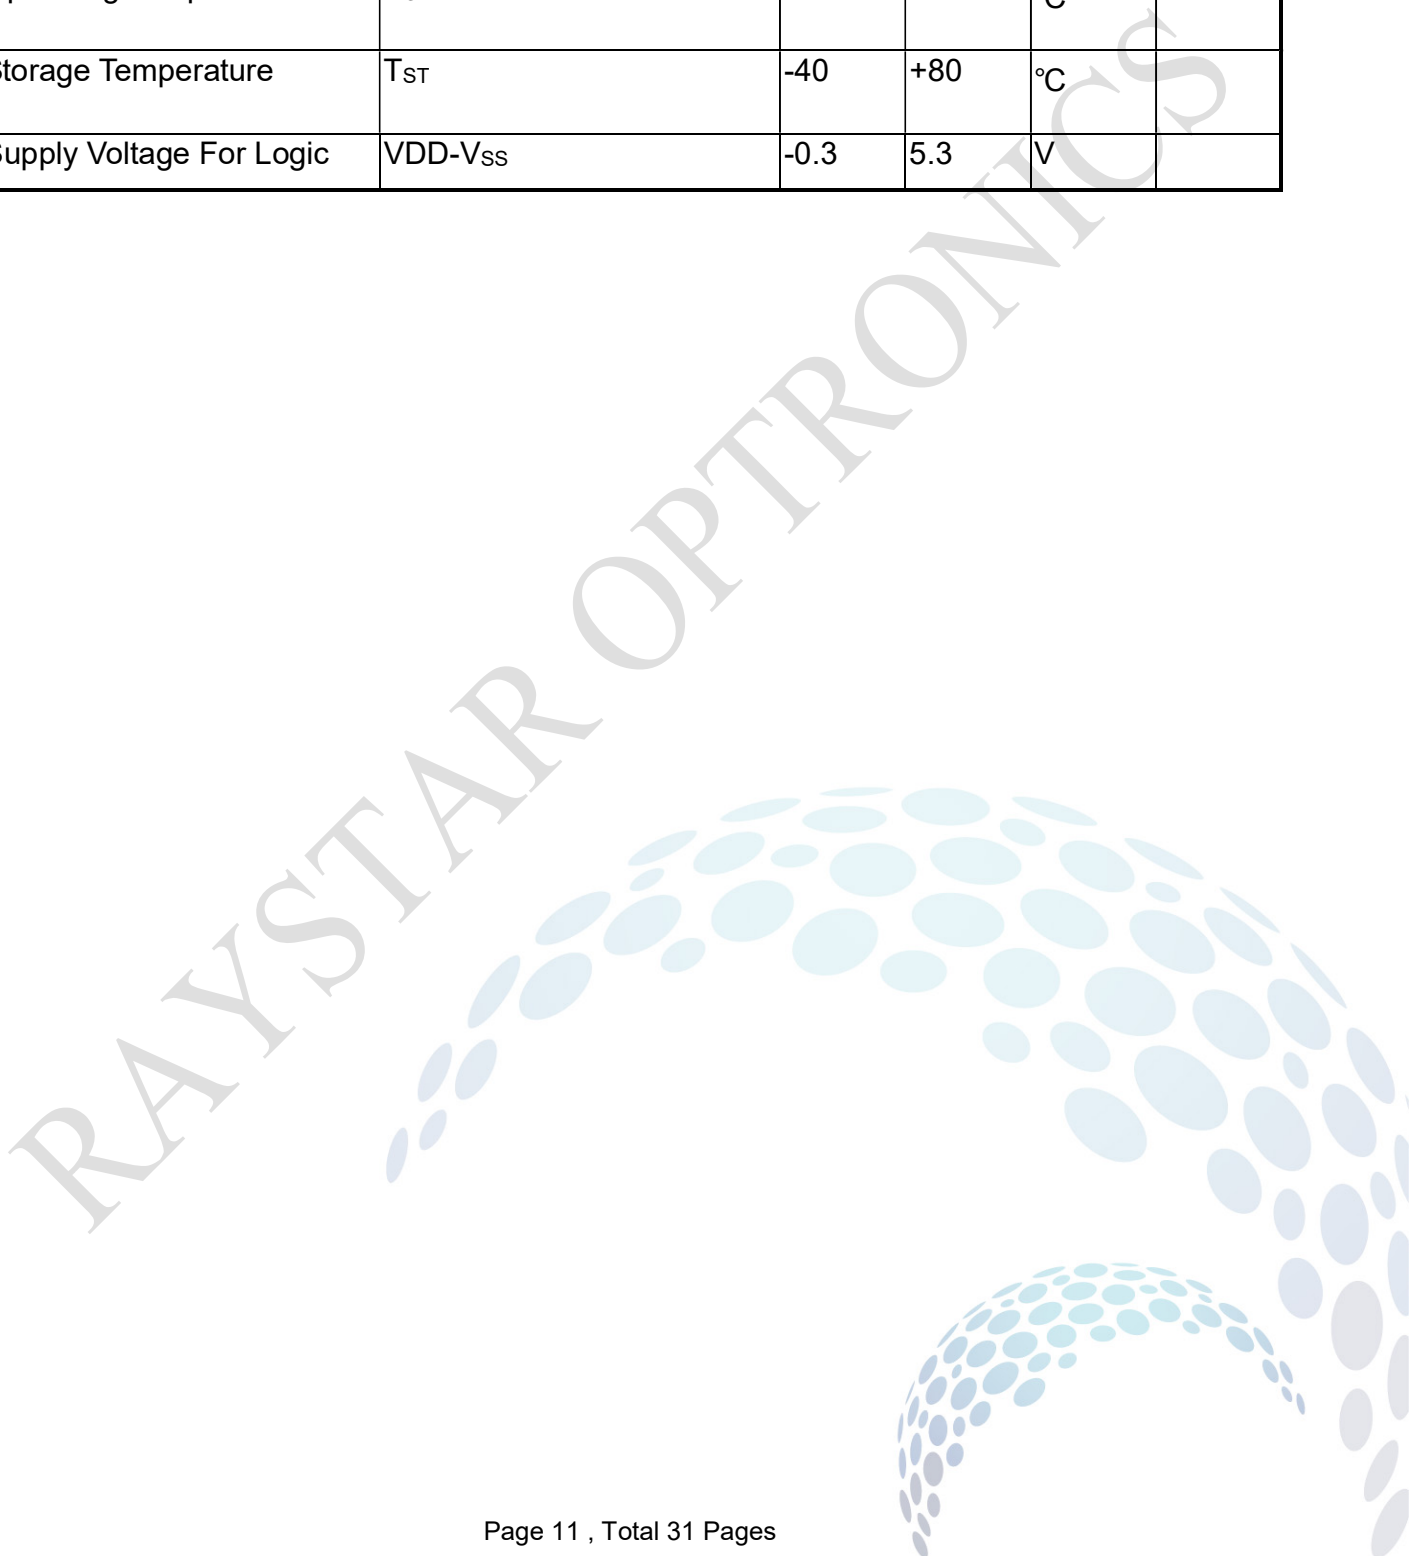 ℃
Storage Temperature TST -40 +80 ℃
Supply Voltage For Logic VDD-VSS -0.3 5.3 V
RAYSTAR OPTRONICS
Page 11 , Total 31 Pages